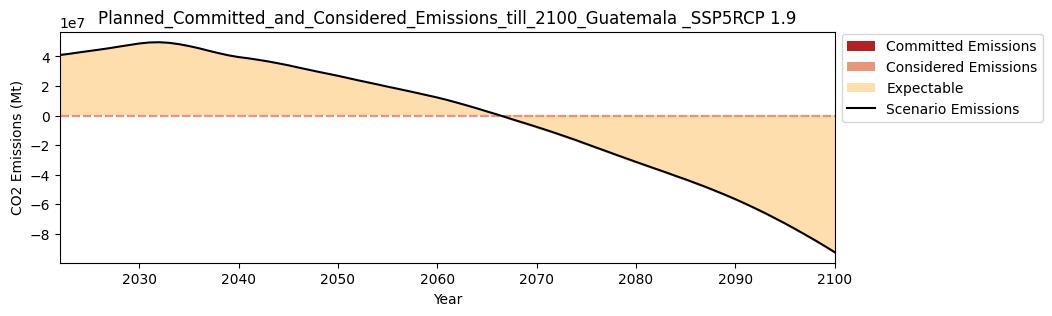 Planned_Committed_and_Considered_Emissions_till_2100_Guatemala _SSP5RCP 1.9
1e7
4
2
0
−2
−4
−6
−8
CO2 Emissions (Mt)
2030 2040 2050 2060 2070 2080 2090 2100
Year
Committed Emissions
Considered Emissions
Expectable
Scenario Emissions